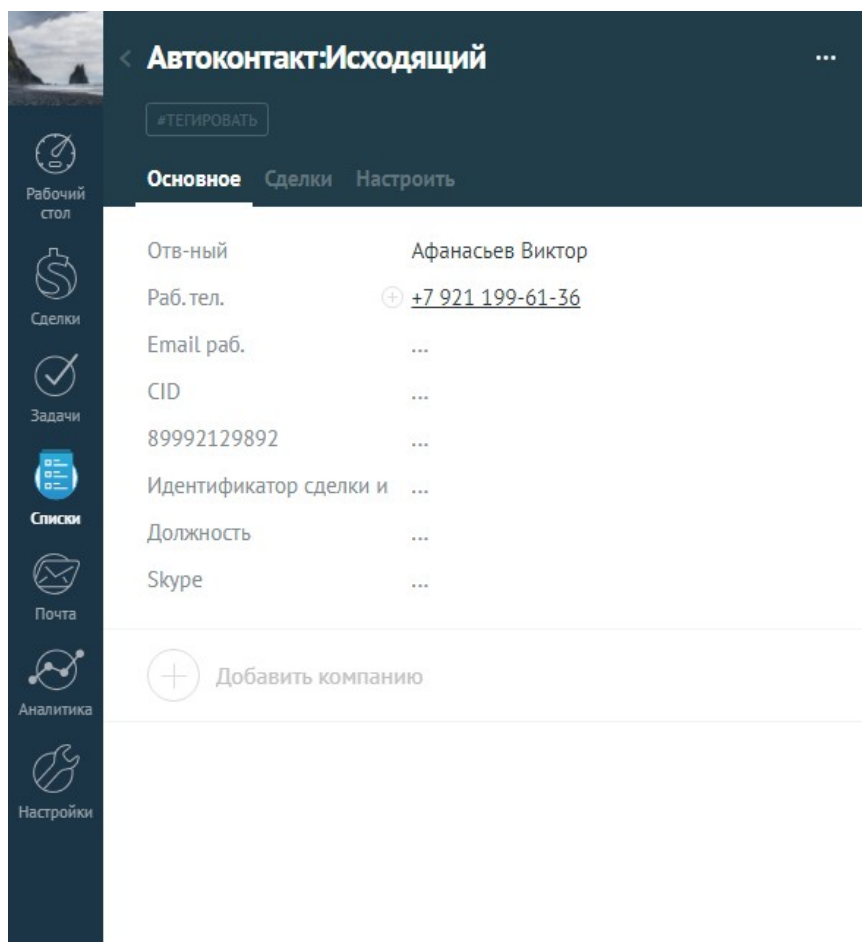 Автоконтакт:Исходящий
...
#ТЕГИРОВАТЬ
Основное Сделки Настроить
Рабочий
стол
Сделки
Задачи
Списки
Почта
Аналитика
Настройки
Отв-ный Афанасьев Виктор
Раб. тел. +7 921 199-61-36
Email раб. ...
CID ...
89992129892 ...
Идентификатор сделки и ...
Должность ...
Skype ...
Добавить компанию